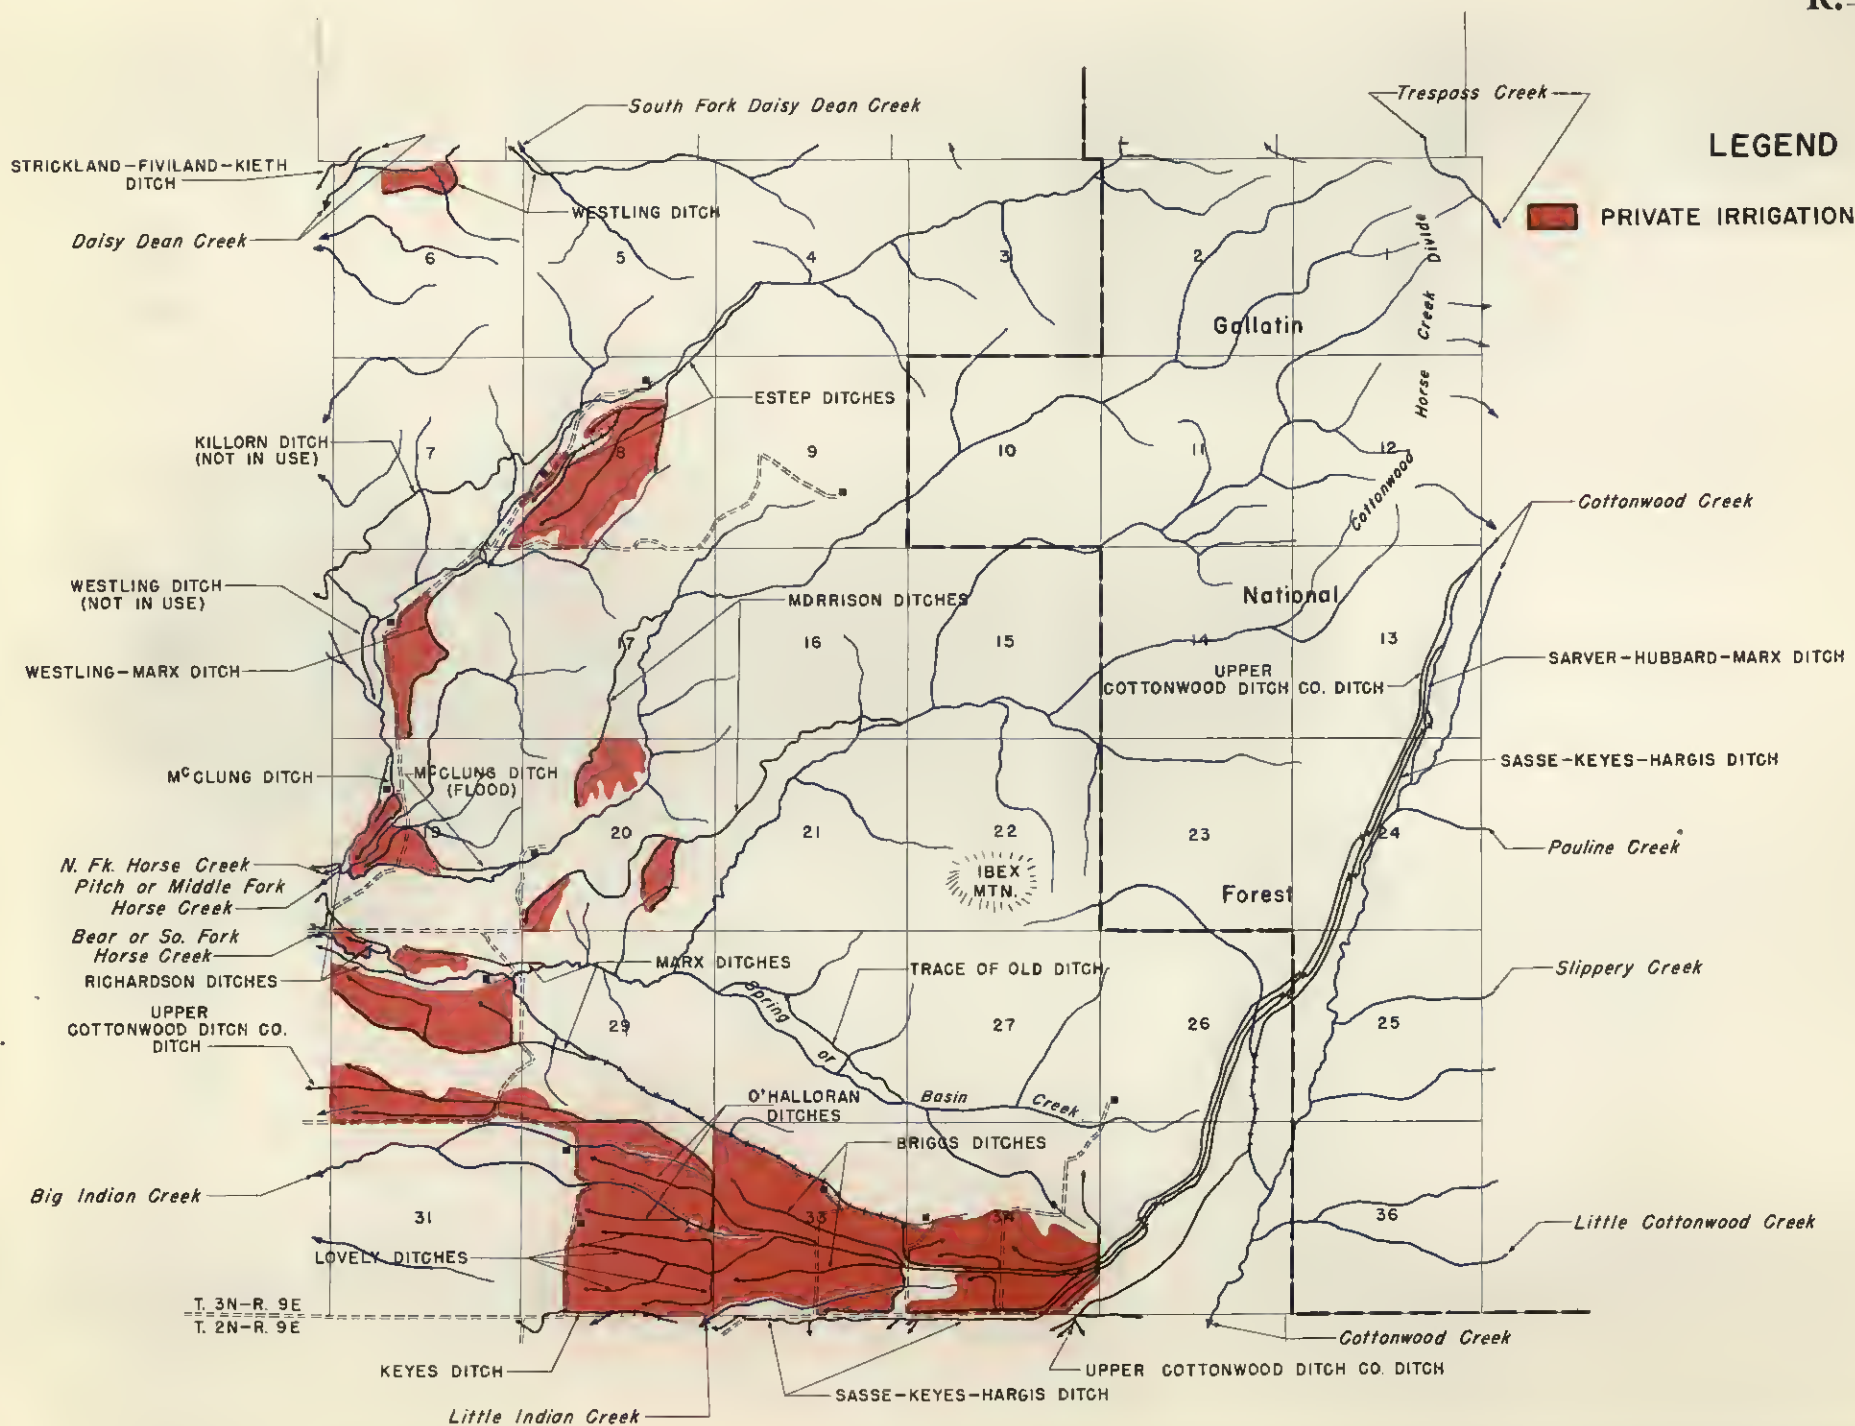 R.
South Fork Daisy Dean Creek
Trespass Creek
LEGEND
PRIVATE IRRIGATION
STRICKLAND-FIVILAND-KIETH
DITCH
WESTLING DITCH
Daisy Dean Creek
6
5
4
3
2
1
Horse Creek Divide
Gallatin
ESTEP DITCHES
KILLORN DITCH
(NOT IN USE)
7
8
9
10
11
12
Cottonwood
Cottonwood Creek
WESTLING DITCH
(NOT IN USE)
MORRISON DITCHES
National
WESTLING-MARX DITCH
17
16
15
14
13
UPPER
COTTONWOOD DITCH CO. DITCH
SARVER-HUBBARD-MARX DITCH
McCLUNG DITCH
McCLUNG DITCH
(FLOOD)
SASSE-KEYES-HARGIS DITCH
19
20
21
22
23
24
N. Fk. Horse Creek
Pitch or Middle Fork
Horse Creek
IBEX
MTN.
Pauline Creek
Forest
Bear or So. Fork
Horse Creek
RICHARDSON DITCHES
MARX DITCHES
TRACE OF OLD DITCH
Slippery Creek
UPPER
COTTONWOOD DITCH CO.
DITCH
29
Spring or Basin Creek
27
26
25
O'HALLORAN
DITCHES
BRIGGS DITCHES
Big Indian Creek
31
33
34
36
Little Cottonwood Creek
LOVELY DITCHES
T. 3N-R. 9E
T. 2N-R. 9E
Cottonwood Creek
KEYES DITCH
UPPER COTTONWOOD DITCH CO. DITCH
SASSE-KEYES-HARGIS DITCH
Little Indian Creek